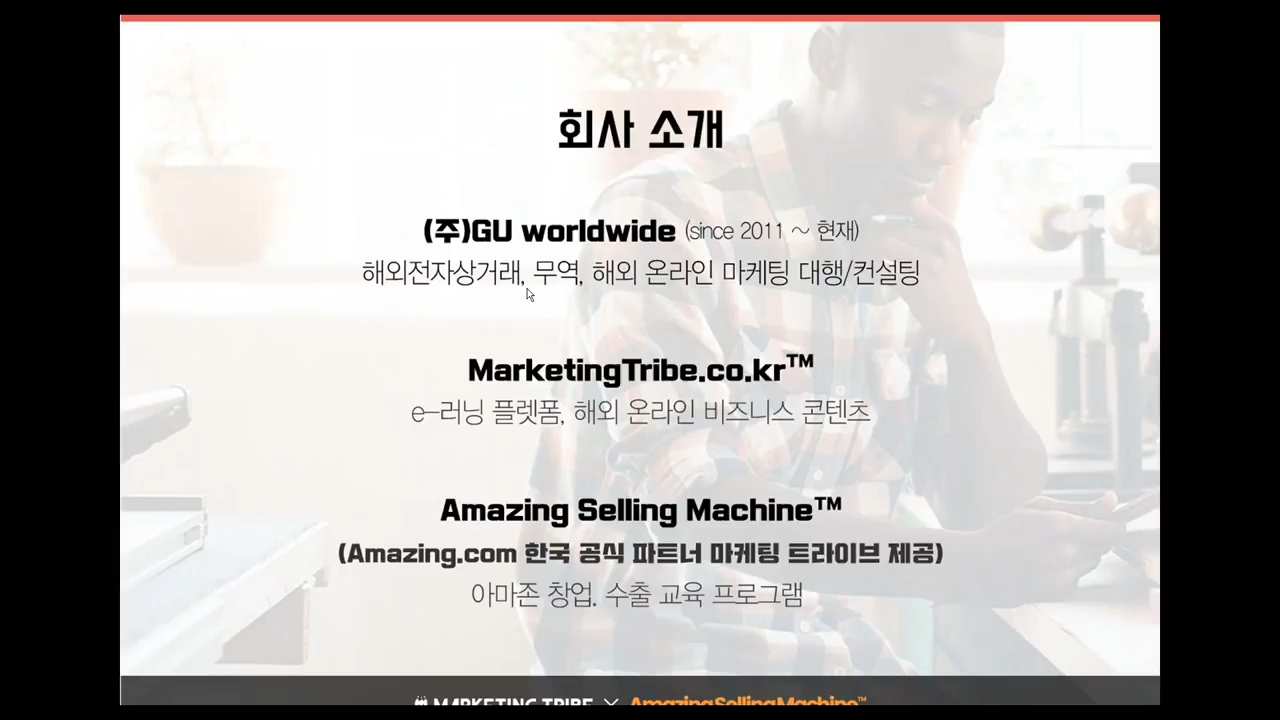 회사 소개
(주)GU worldwide (since 2011 ~ 현재)
해외전자상거래, 무역, 해외 온라인 마케팅 대행/컨설팅
MarketingTribe.co.kr™
e-러닝 플렛폼, 해외 온라인 비즈니스 콘텐츠
Amazing Selling Machine™
(Amazing.com 한국 공식 파트너 마케팅 트라이브 제공)
아마존 창업. 수출 교육 프로그램
MARKETING TRIBE × AmazingSellingMachine™